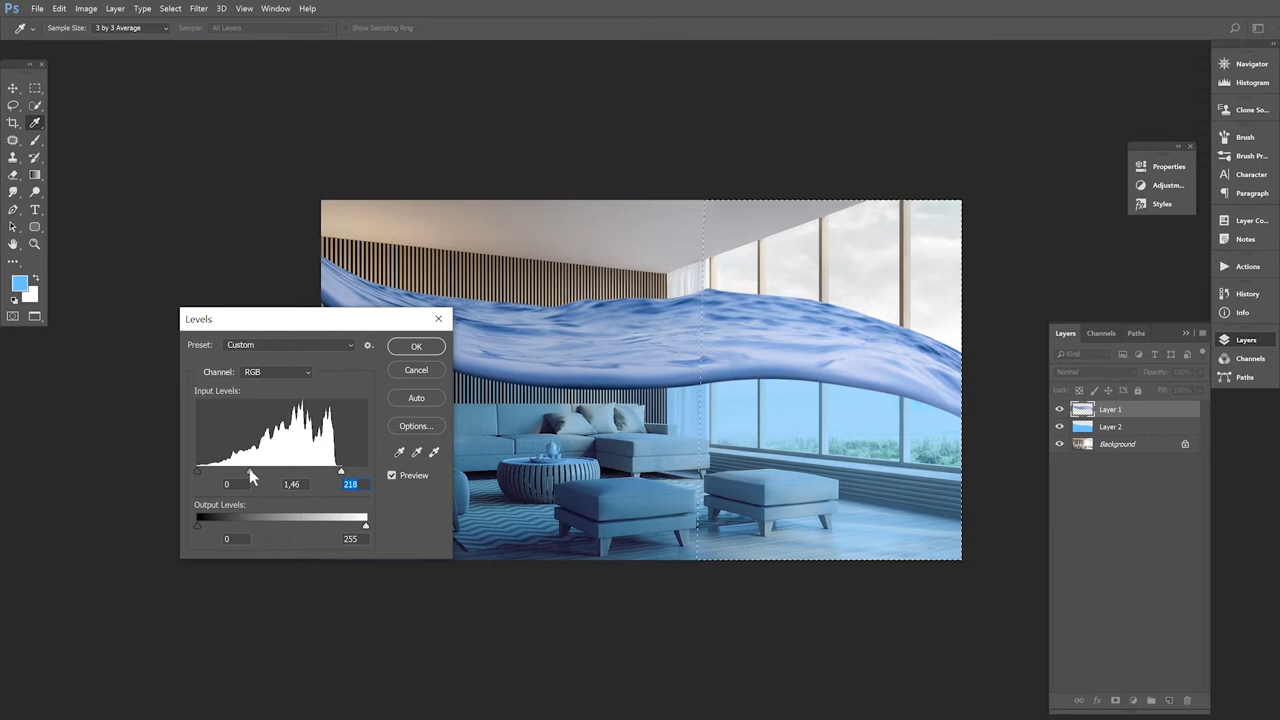 Ps File Edit Image Layer Type Select Filter 3D View Window Help
Sample Size: 3 by 3 Average Sample: All Layers Show Sampling Ring
Navigator
Histogram
Clone So...
Brush
Brush Pr...
Character
Paragraph
Layer Co...
Notes
Actions
History
Info
Layers
Channels
Paths
Properties
Adjustm...
Styles
Levels
Preset: Custom
OK
Channel: RGB
Cancel
Input Levels:
Auto
Options...
Preview
0 1,46 218
Output Levels:
0 255
Layers Channels Paths
Kind
Normal Opacity: 100%
Lock: Fill: 100%
Layer 1
Layer 2
Background